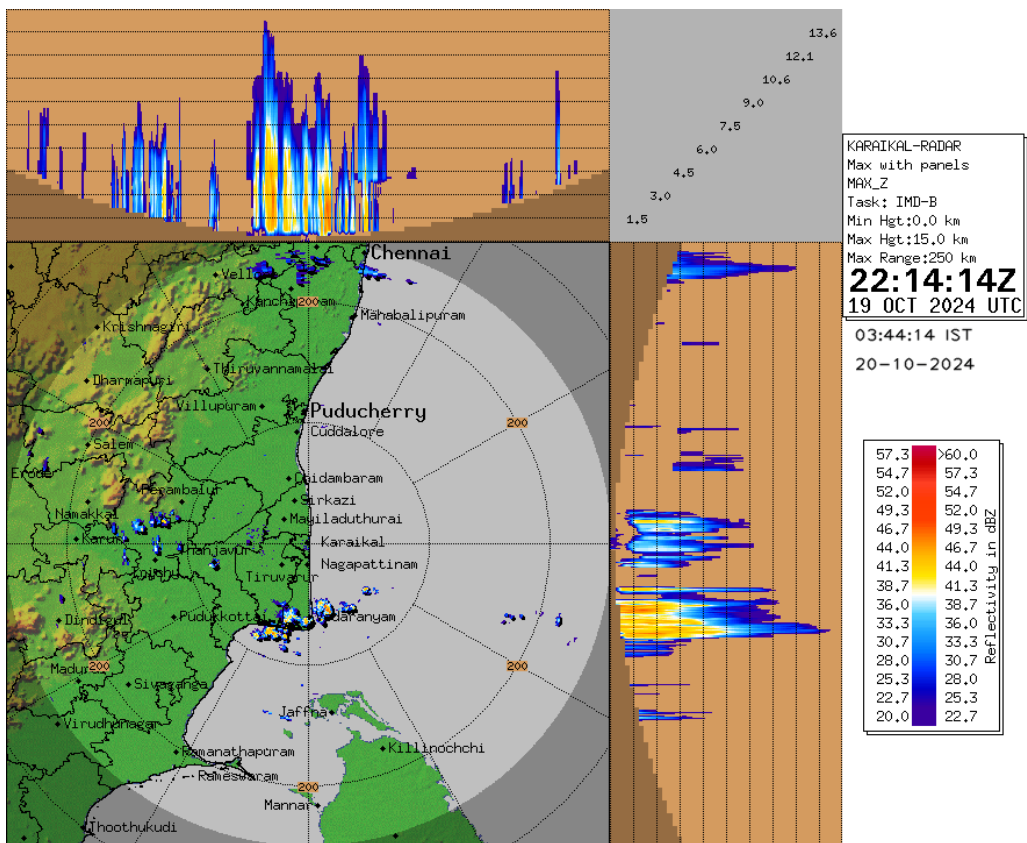 13.6
12.1
10.6
9.0
7.5
6.0
4.5
3.0
1.5
KARAIKAL-RADAR
Max with panels
MAX_Z
Task: IMD-B
Min Hgt:0.0 km
Max Hgt:15.0 km
Max Range:250 km
22:14:14Z
19 OCT 2024 UTC
03:44:14 IST
20-10-2024
57.3 >60.0
54.7 57.3
52.0 54.7
49.3 52.0
46.7 49.3
44.0 46.7
41.3 44.0
38.7 41.3
36.0 38.7
33.3 36.0
30.7 33.3
28.0 30.7
25.3 28.0
22.7 25.3
20.0 22.7
Reflectivity in dBZ
Chennai
200
Mahabalipuram
Krishnagiri
Thiruvannamalai
Dharmapuri
Villupuram
Puducherry
200
200
Cuddalore
Salem
Erode
Chidambaram
Perambalur
Sirkazi
Namakkal
Mayiladuthurai
Karur
Karaikal
Nagapattinam
Tiruvarur
Dindigul
200
200
Sivaganga
Jaffna
Virudhunagar
Killinochchi
Ramanathapuram
Rameswaram
200
Mannar
Thoothukudi